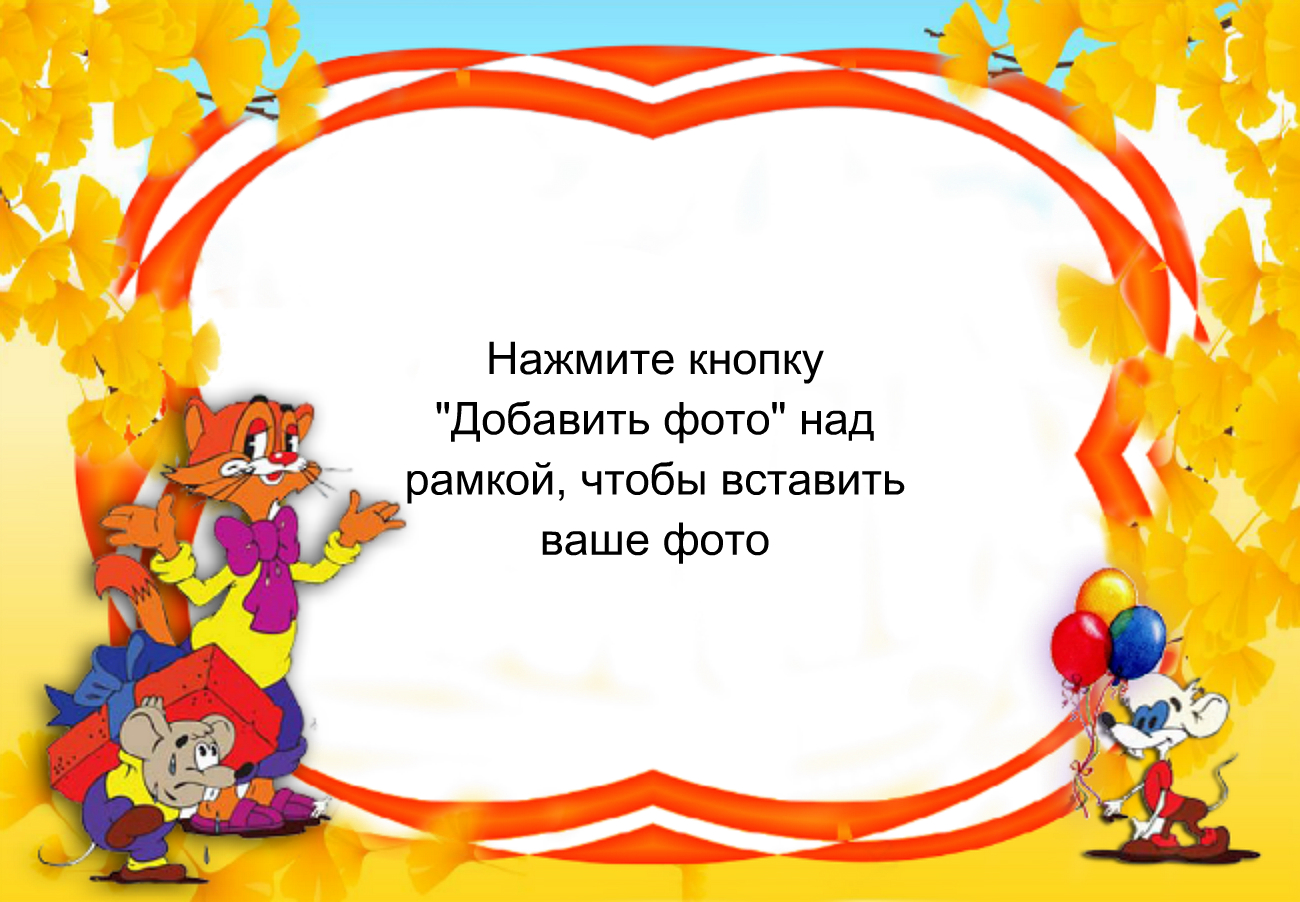 Нажмите кнопку
"Добавить фото" над
рамкой, чтобы вставить
ваше фото